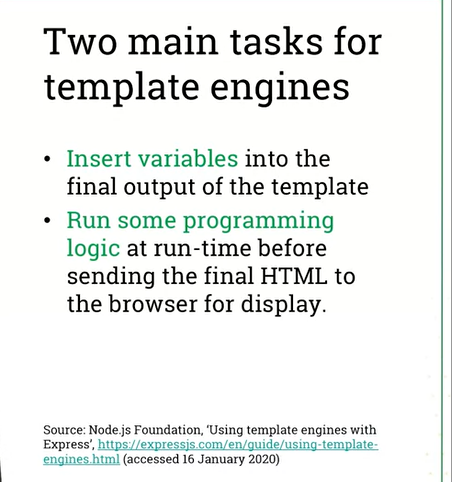 Two main tasks for
template engines
• Insert variables into the
final output of the template
• Run some programming
logic at run-time before
sending the final HTML to
the browser for display.
Source: Node.js Foundation, ‘Using template engines with
Express’, https://expressjs.com/en/guide/using-template-
engines.html (accessed 16 January 2020)